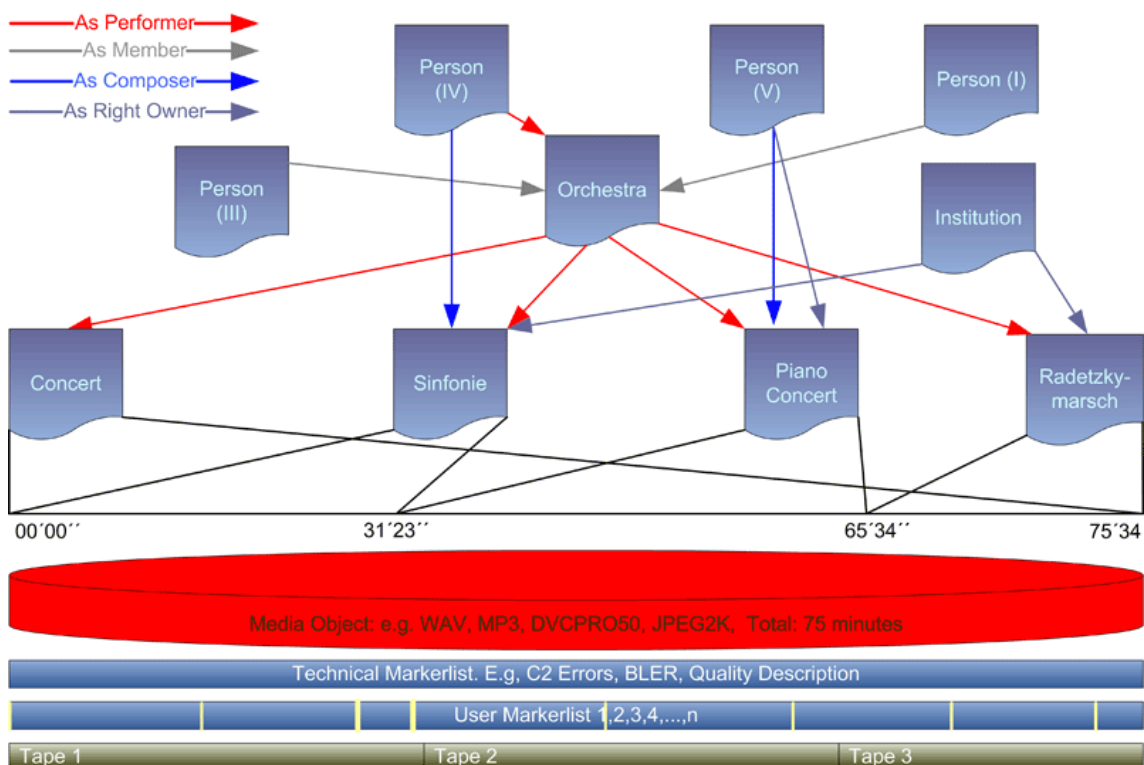 As Performer
As Member
As Composer
As Right Owner
Person
(IV)
Person
(V)
Person (I)
Person
(III)
Orchestra
Institution
Concert
Sinfonie
Piano
Concert
Radetzky-
marsch
00´00´´
31´23´´
65´34´´
75´34
Media Object: e.g. WAV, MP3, DVCPRO50, JPEG2K, Total: 75 minutes
Technical Markerlist. E.g, C2 Errors, BLER, Quality Description
User Markerlist 1,2,3,4,...,n
Tape 1
Tape 2
Tape 3